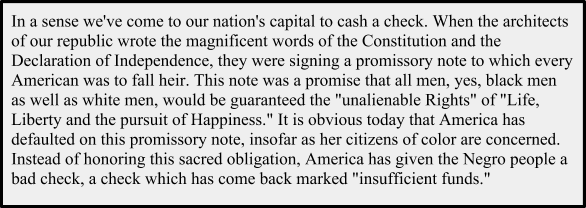 In a sense we've come to our nation's capital to cash a check. When the architects
of our republic wrote the magnificent words of the Constitution and the
Declaration of Independence, they were signing a promissory note to which every
American was to fall heir. This note was a promise that all men, yes, black men
as well as white men, would be guaranteed the "unalienable Rights" of "Life,
Liberty and the pursuit of Happiness." It is obvious today that America has
defaulted on this promissory note, insofar as her citizens of color are concerned.
Instead of honoring this sacred obligation, America has given the Negro people a
bad check, a check which has come back marked "insufficient funds."